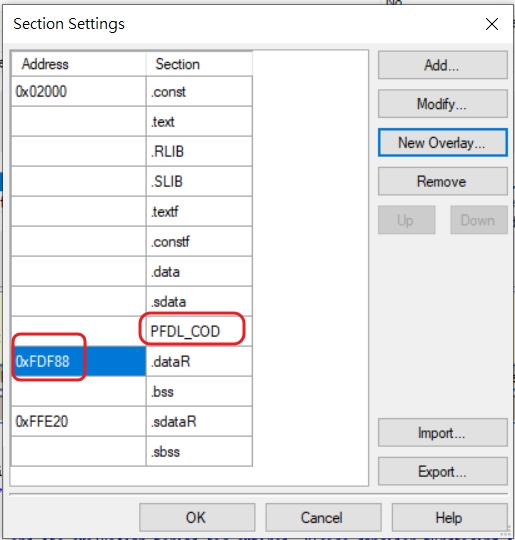 Section Settings
Address Section
0x02000 .const
.text
.RLIB
.SLIB
.textf
.constf
.data
.sdata
PFDL_COD
0xFDF88 .dataR
.bss
0xFFE20 .sdataR
.sbss
Add...
Modify...
New Overlay...
Remove
Up Down
Import...
Export...
OK Cancel Help